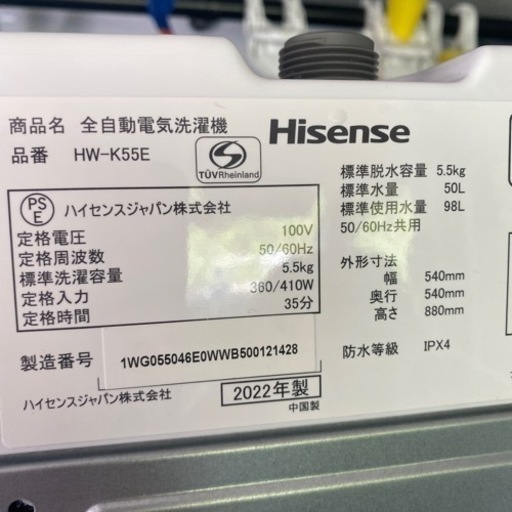 商品名 全自動電気洗濯機
品番 HW-K55E
TÜVRheinland
Hisense
PS
E
ハイセンスジャパン株式会社
定格電圧 100V
定格周波数 50/60Hz
標準洗濯容量 5.5kg
定格入力 360/410W
定格時間 35分
標準脱水容量 5.5kg
標準水量 50L
標準使用水量 98L
50/60Hz共用
外形寸法
幅 540mm
奥行 540mm
高さ 880mm
防水等級 IPX4
製造番号 1WG055046E0WWB500121428
ハイセンスジャパン株式会社
2022年製
中国製